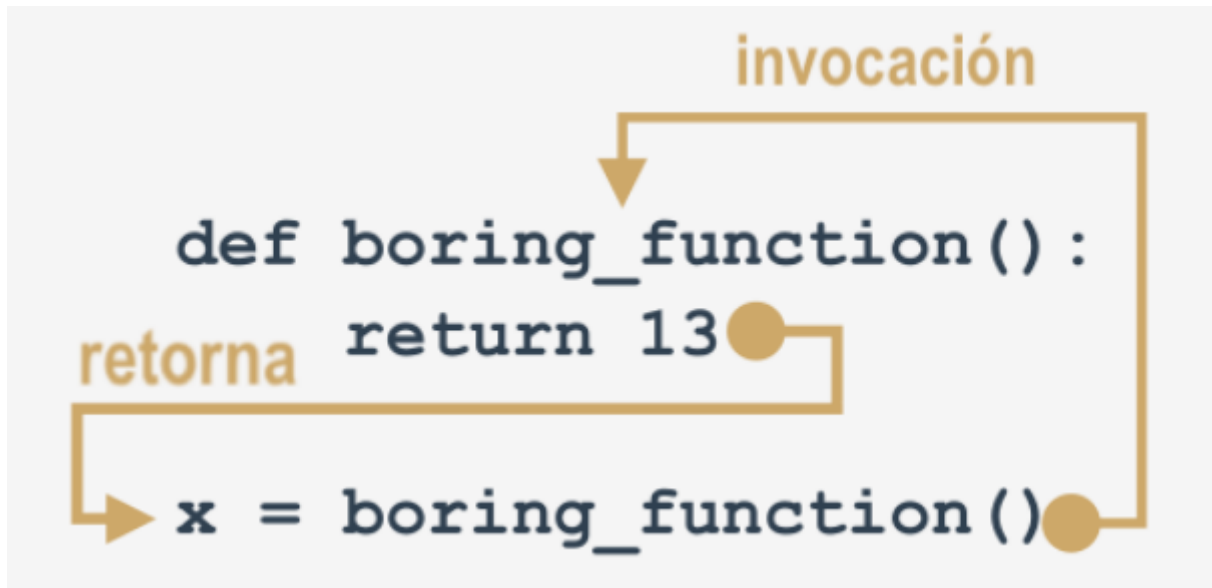 invocación
def boring_function():
return 13
retorna
x = boring_function()